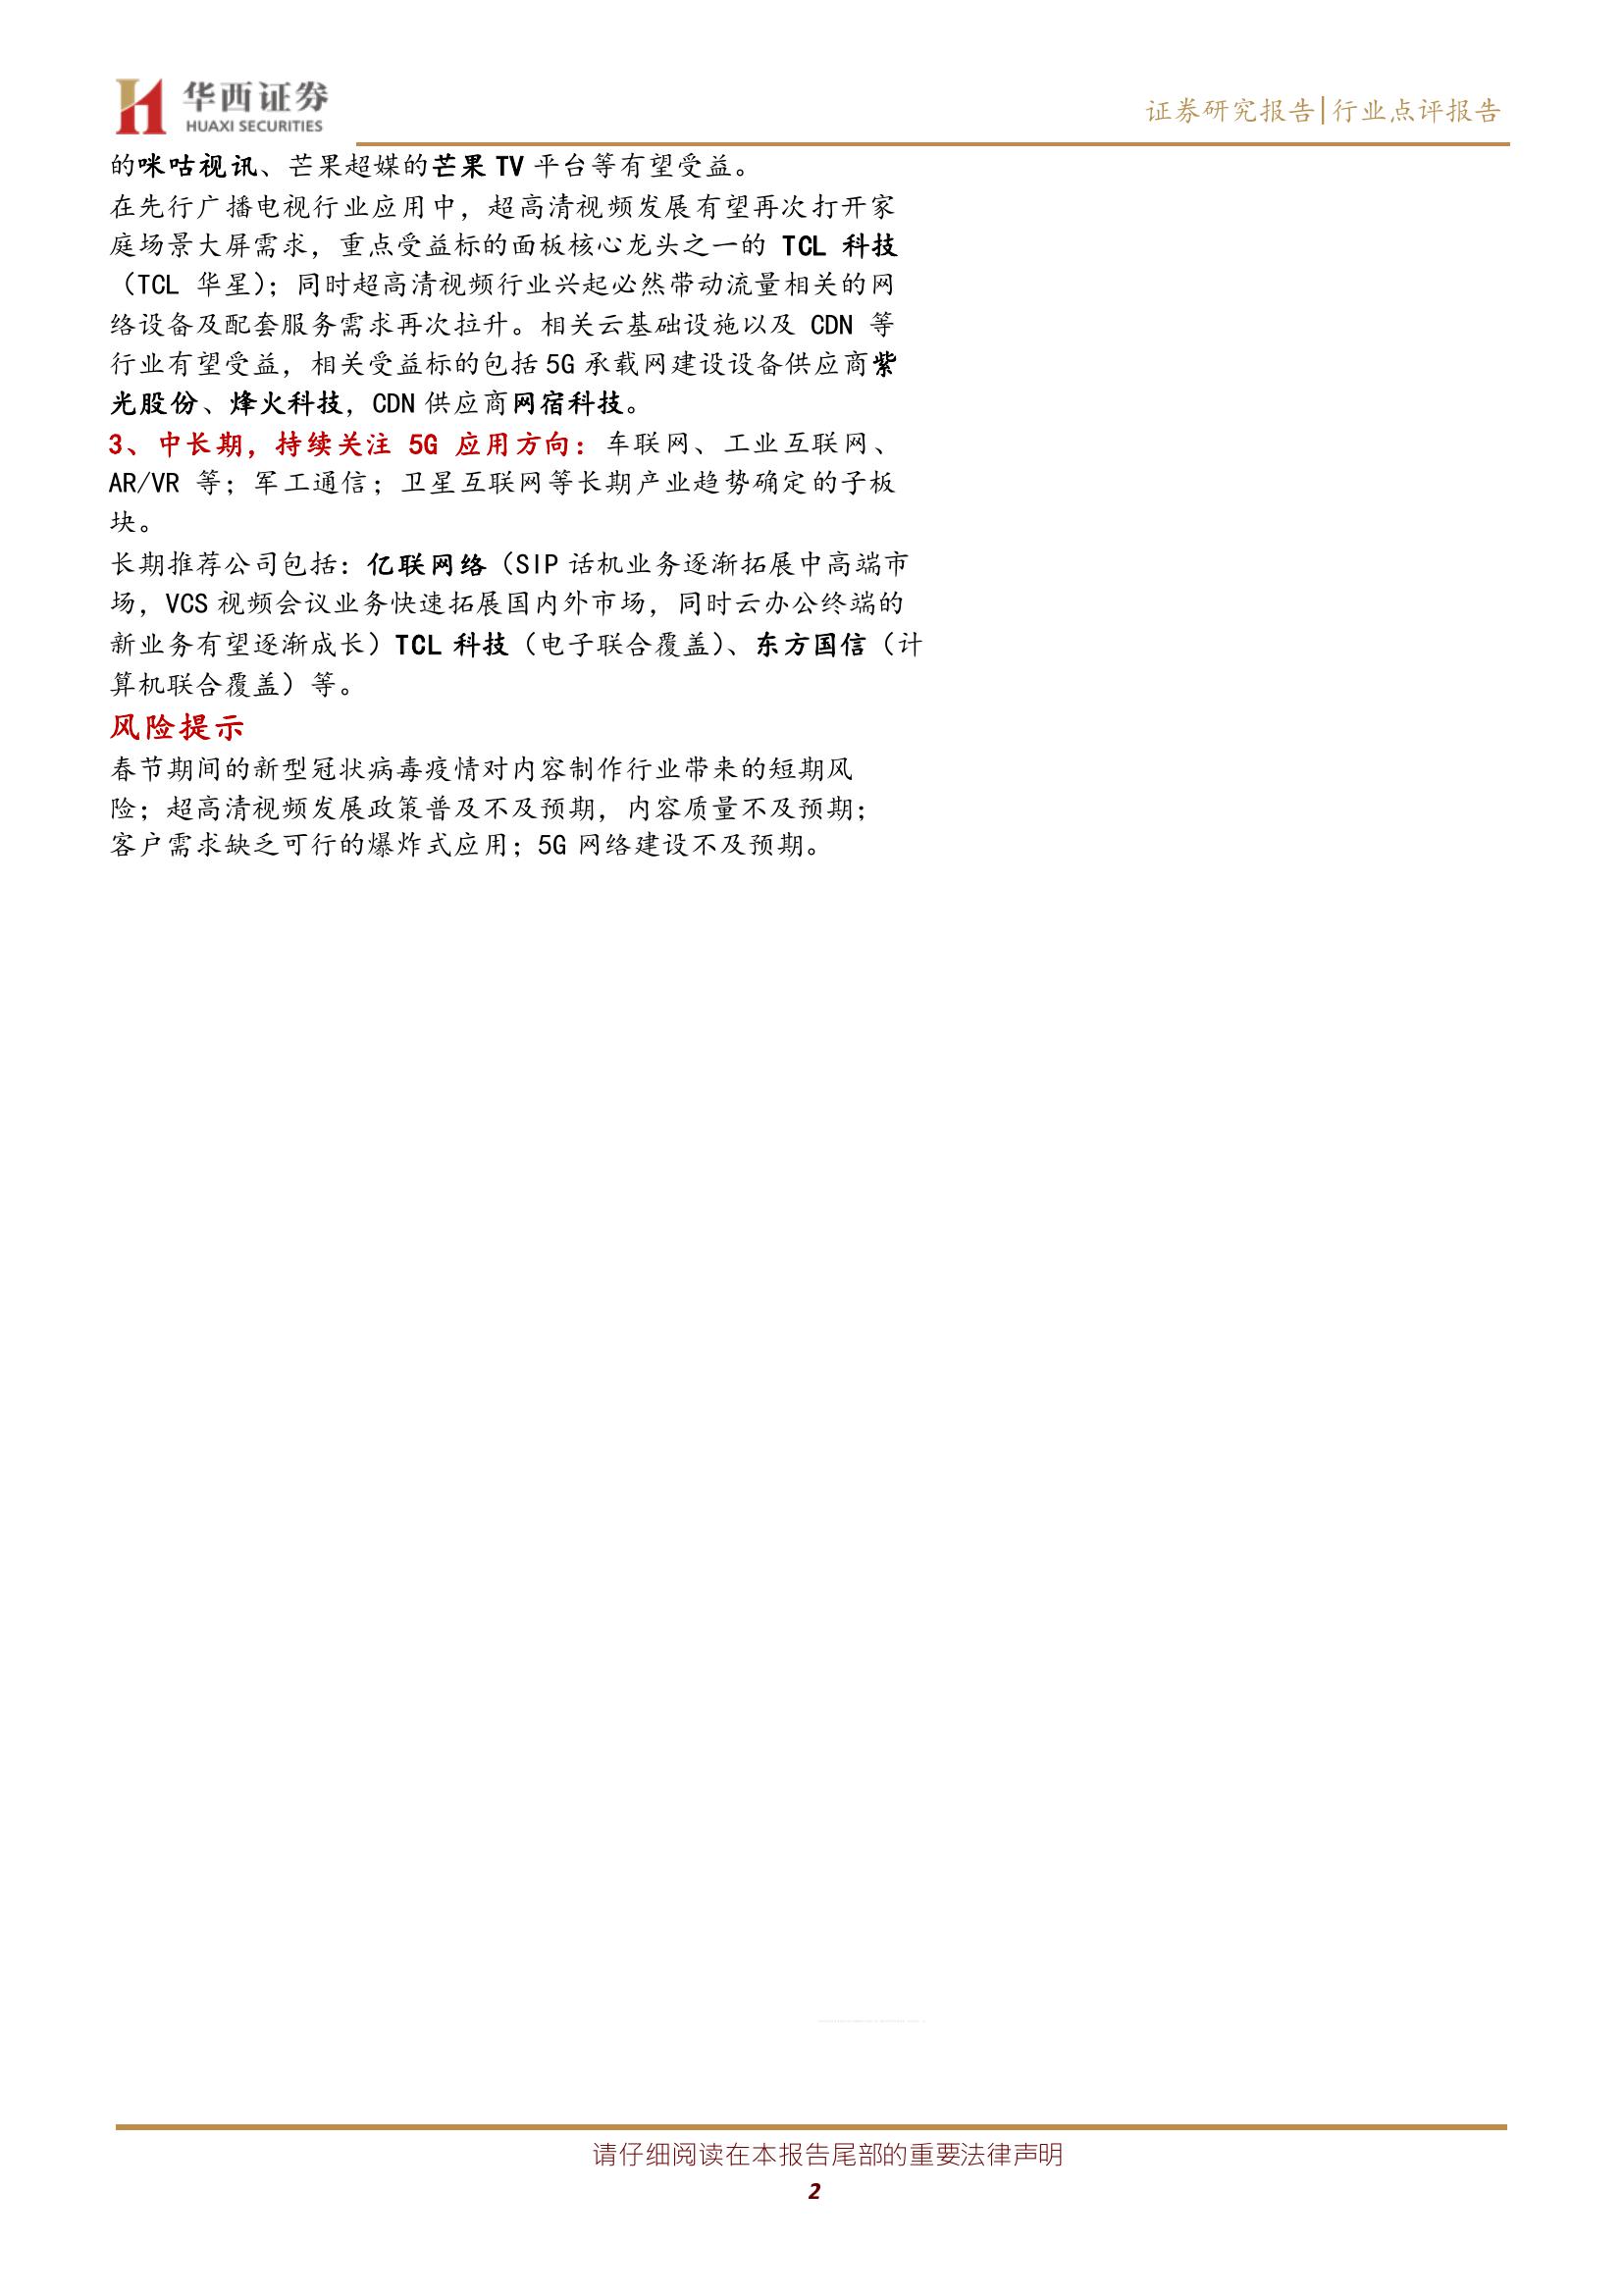 华西证券
HUAXI SECURITIES
证券研究报告|行业点评报告
的咪咕视讯、芒果超媒的芒果 TV 平台等有望受益。
在先行广播电视行业应用中，超高清视频发展有望再次打开家
庭场景大屏需求，重点受益标的面板核心龙头之一的 TCL 科技
（TCL 华星）；同时超高清视频行业兴起必然带动流量相关的网
络设备及配套服务需求再次拉升。相关云基础设施以及 CDN 等
行业有望受益，相关受益标的包括 5G 承载网建设设备供应商紫
光股份、烽火科技，CDN 供应商网宿科技。
3、中长期，持续关注 5G 应用方向：车联网、工业互联网、
AR/VR 等；军工通信；卫星互联网等长期产业趋势确定的子板
块。
长期推荐公司包括：亿联网络（SIP 话机业务逐渐拓展中高端市
场，VCS 视频会议业务快速拓展国内外市场，同时云办公终端的
新业务有望逐渐成长）TCL 科技（电子联合覆盖）、东方国信（计
算机联合覆盖）等。
风险提示
春节期间的新型冠状病毒疫情对内容制作行业带来的短期风
险；超高清视频发展政策普及不及预期，内容质量不及预期；
客户需求缺乏可行的爆炸式应用；5G 网络建设不及预期。
请仔细阅读在本报告尾部的重要法律声明
2